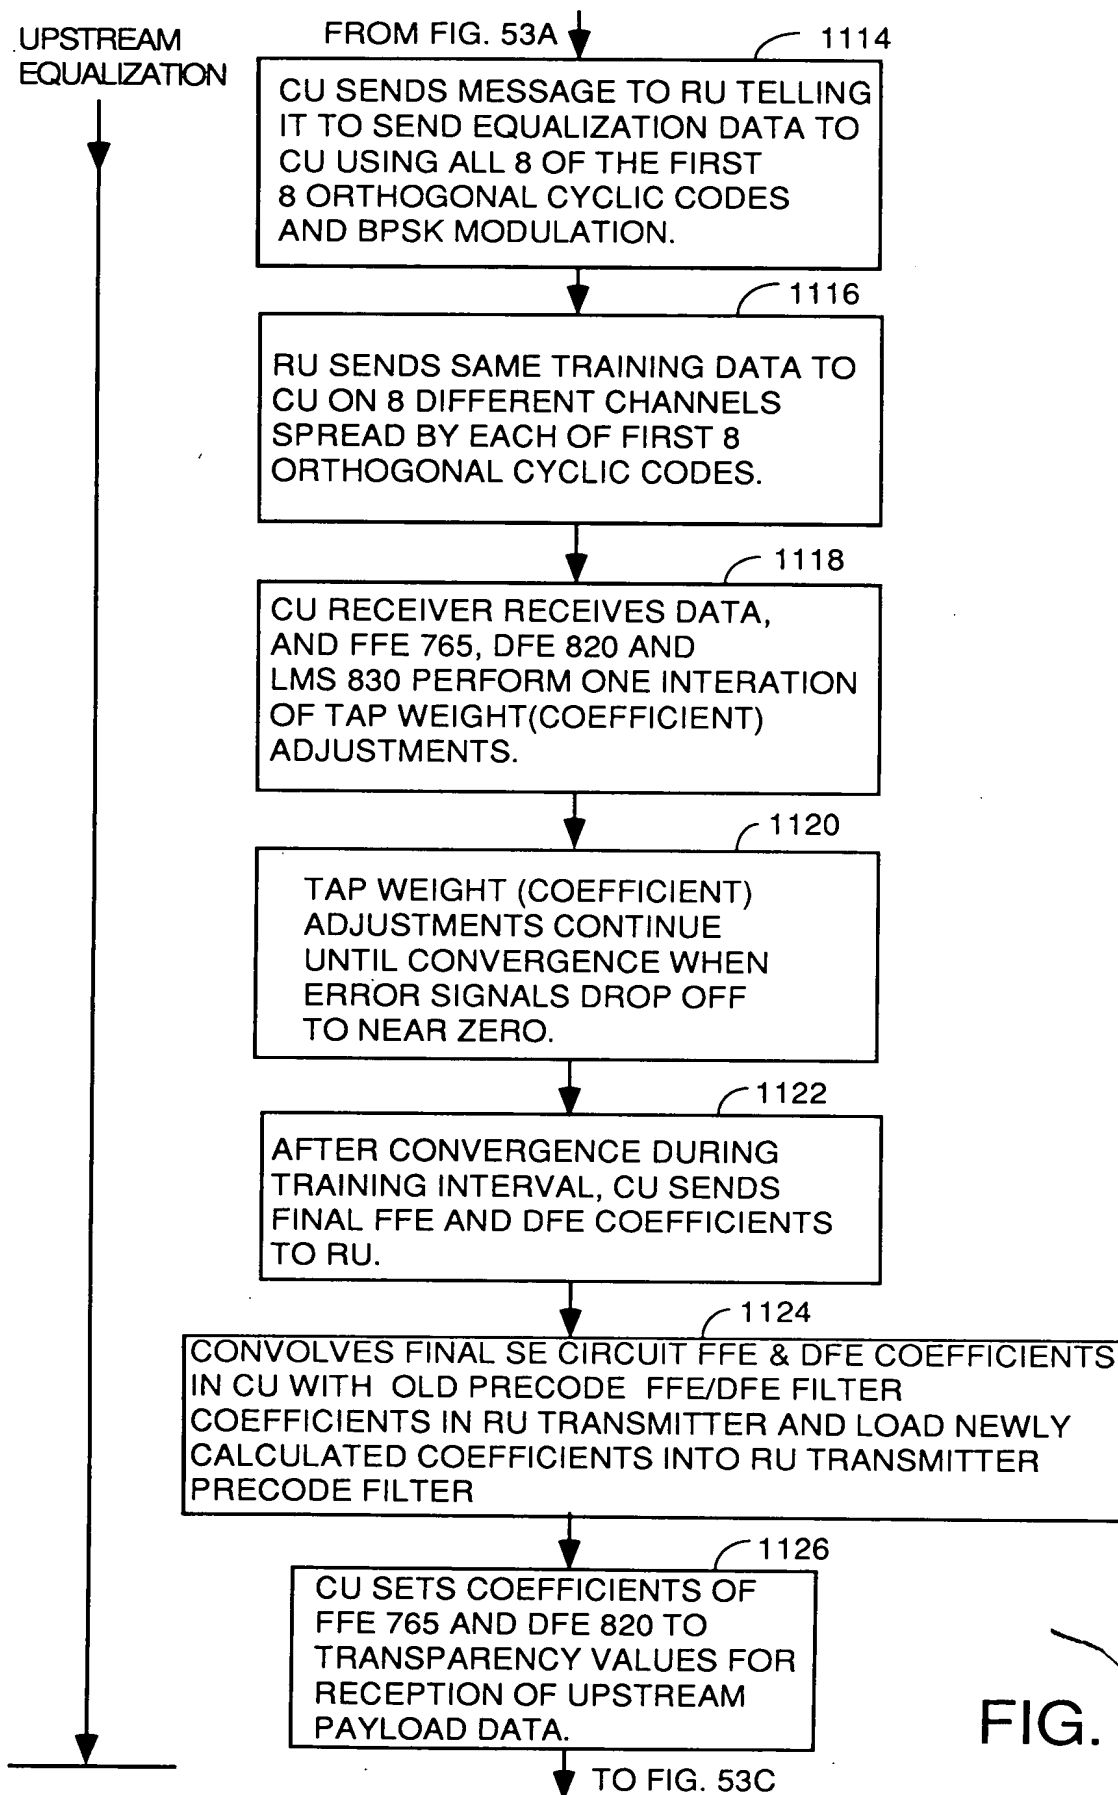 UPSTREAM
EQUALIZATION
FROM FIG. 53A
1114
CU SENDS MESSAGE TO RU TELLING
IT TO SEND EQUALIZATION DATA TO
CU USING ALL 8 OF THE FIRST
8 ORTHOGONAL CYCLIC CODES
AND BPSK MODULATION.
1116
RU SENDS SAME TRAINING DATA TO
CU ON 8 DIFFERENT CHANNELS
SPREAD BY EACH OF FIRST 8
ORTHOGONAL CYCLIC CODES.
1118
CU RECEIVER RECEIVES DATA,
AND FFE 765, DFE 820 AND
LMS 830 PERFORM ONE INTERATION
OF TAP WEIGHT(COEFFICIENT)
ADJUSTMENTS.
1120
TAP WEIGHT (COEFFICIENT)
ADJUSTMENTS CONTINUE
UNTIL CONVERGENCE WHEN
ERROR SIGNALS DROP OFF
TO NEAR ZERO.
1122
AFTER CONVERGENCE DURING
TRAINING INTERVAL, CU SENDS
FINAL FFE AND DFE COEFFICIENTS
TO RU.
1124
CONVOLVES FINAL SE CIRCUIT FFE & DFE COEFFICIENTS
IN CU WITH OLD PRECODE FFE/DFE FILTER
COEFFICIENTS IN RU TRANSMITTER AND LOAD NEWLY
CALCULATED COEFFICIENTS INTO RU TRANSMITTER
PRECODE FILTER
1126
CU SETS COEFFICIENTS OF
FFE 765 AND DFE 820 TO
TRANSPARENCY VALUES FOR
RECEPTION OF UPSTREAM
PAYLOAD DATA.
FIG.
TO FIG. 53C